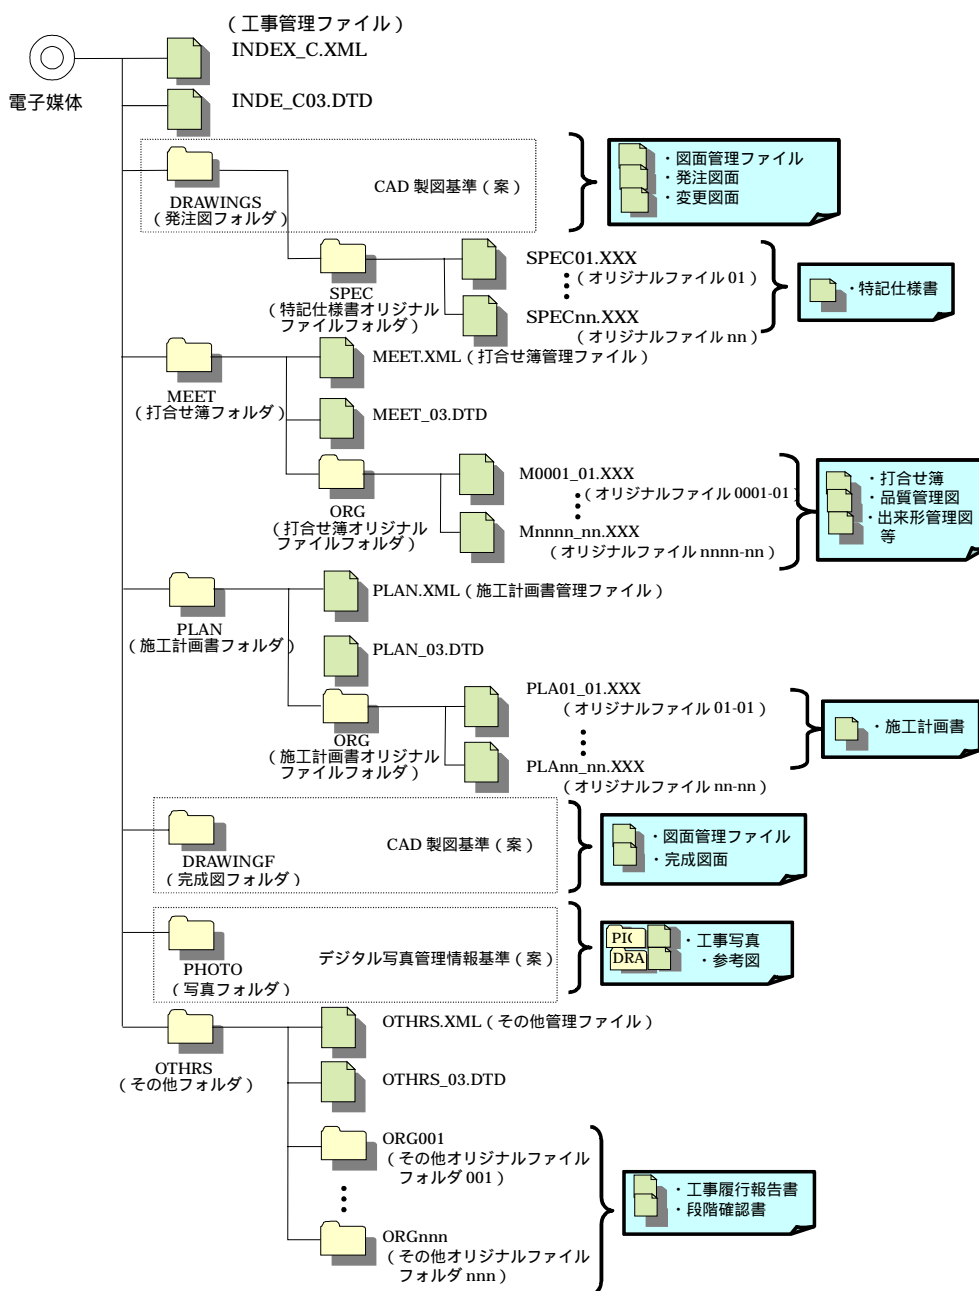 （工事管理ファイル）
INDEX_C.XML
電子媒体
INDE_C03.DTD
CAD 製図基準（案）
DRAWINGS
（発注図フォルダ）
・図面管理ファイル
・発注図面
・変更図面
SPEC
（特記仕様書オリジナル
ファイルフォルダ）
SPEC01.XXX
（オリジナルファイル 01）
SPECnn.XXX
（オリジナルファイル nn）
・特記仕様書
MEET
（打合せ簿フォルダ）
MEET.XML（打合せ簿管理ファイル）
MEET_03.DTD
ORG
（打合せ簿オリジナル
ファイルフォルダ）
M0001_01.XXX
（オリジナルファイル 0001-01）
Mnnnn_nn.XXX
（オリジナルファイル nnnn-nn）
・打合せ簿
・品質管理図
・出来形管理図
等
PLAN
（施工計画書フォルダ）
PLAN.XML（施工計画書管理ファイル）
PLAN_03.DTD
ORG
（施工計画書オリジナル
ファイルフォルダ）
PLA01_01.XXX
（オリジナルファイル 01-01）
PLAnn_nn.XXX
（オリジナルファイル nn-nn）
・施工計画書
DRAWINGF
（完成図フォルダ）
CAD 製図基準（案）
・図面管理ファイル
・完成図面
PHOTO
（写真フォルダ）
デジタル写真管理情報基準（案）
PIC
DRA
・工事写真
・参考図
OTHRS
（その他フォルダ）
OTHRS.XML（その他管理ファイル）
OTHRS_03.DTD
ORG001
（その他オリジナルファイル
フォルダ 001）
ORGnnn
（その他オリジナルファイル
フォルダ nnn）
・工事履行報告書
・段階確認書